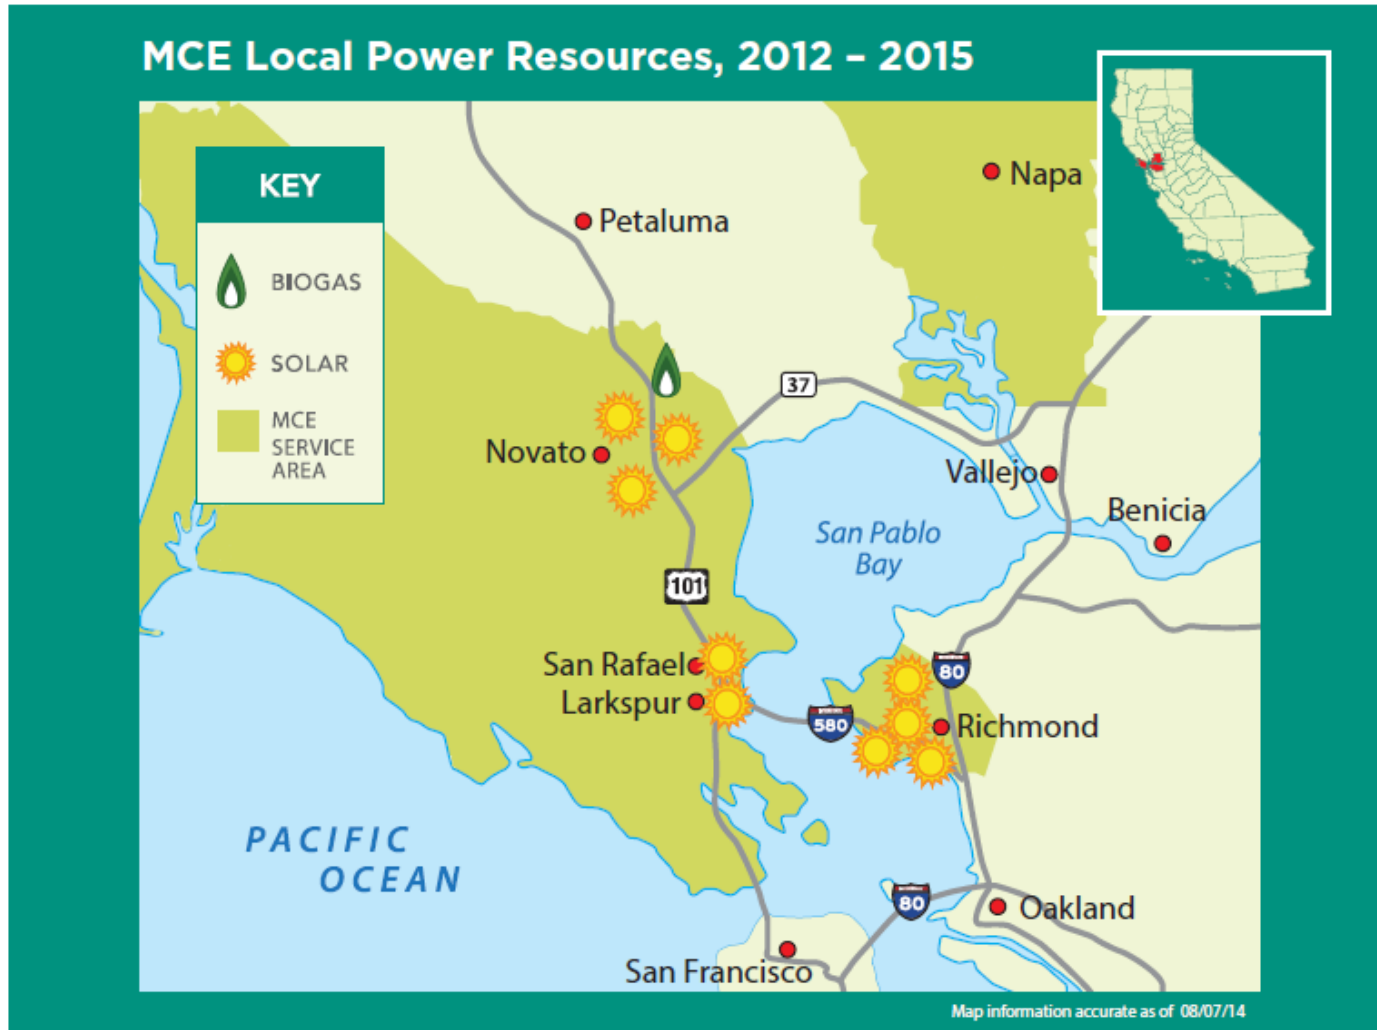 MCE Local Power Resources, 2012 – 2015
KEY
BIOGAS
SOLAR
MCE
SERVICE
AREA
Napa
Petaluma
37
Novato
Vallejo
Benicia
San Pablo
Bay
101
San Rafael
80
Larkspur
580
Richmond
PACIFIC
OCEAN
80
Oakland
San Francisco
Map information accurate as of 08/07/14